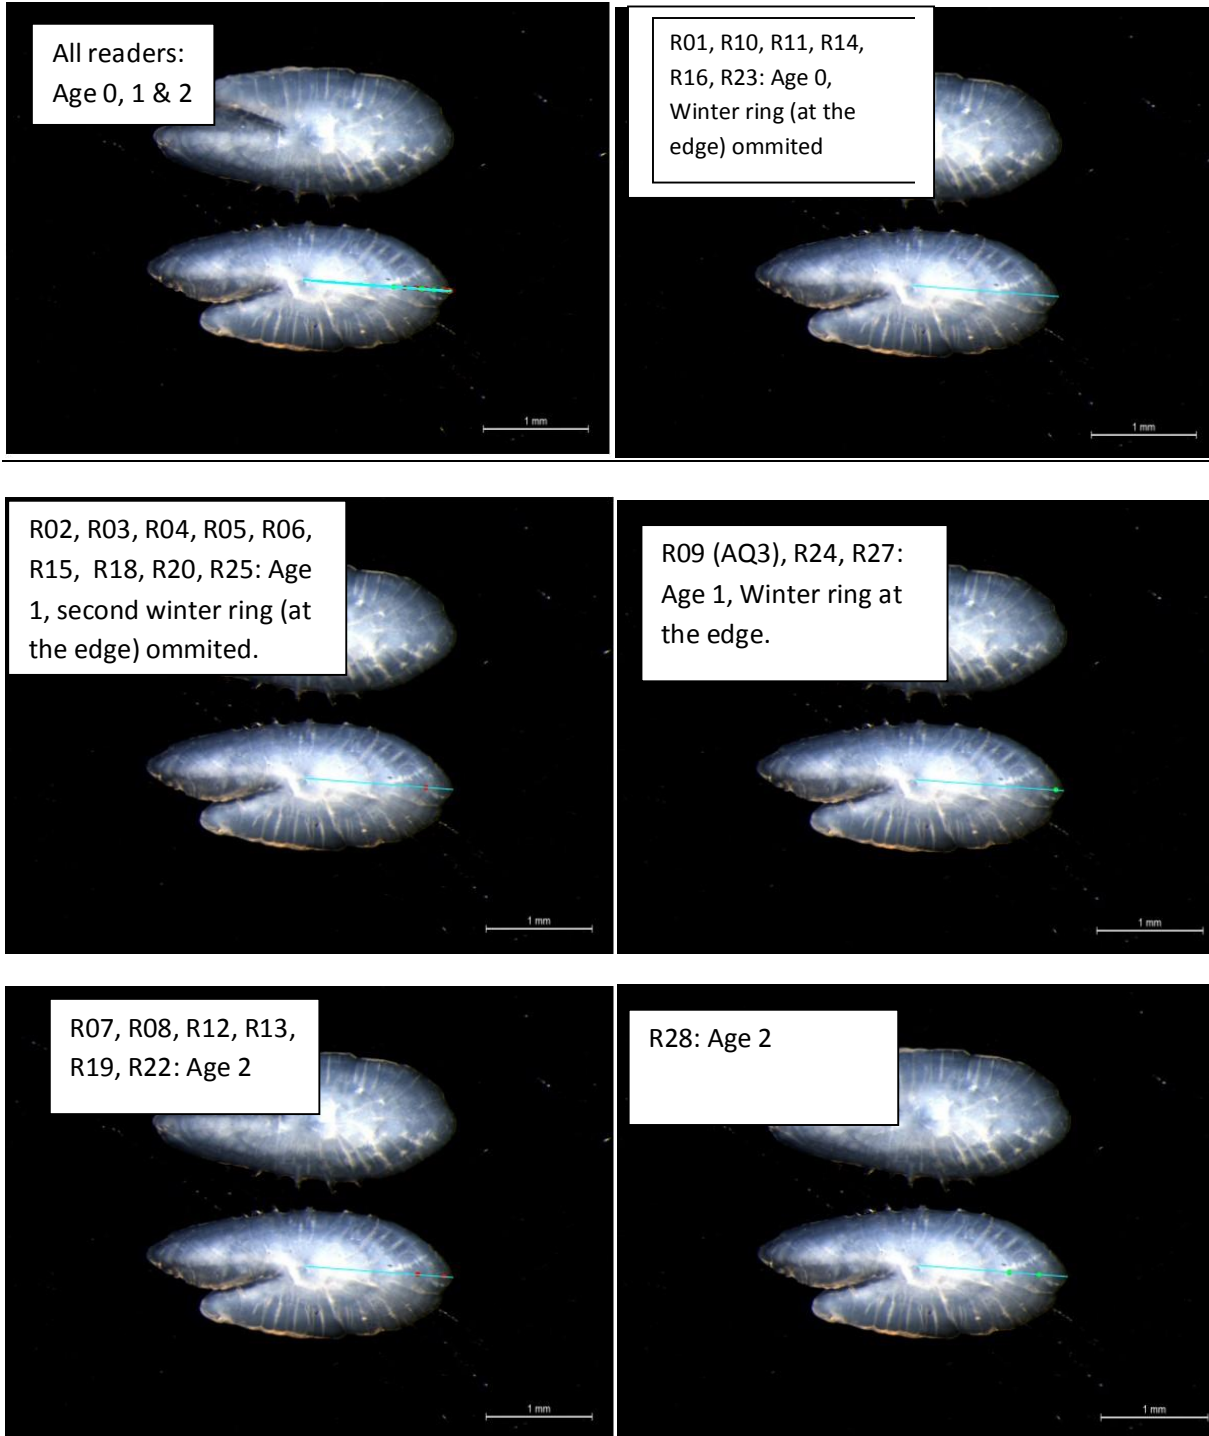 All readers:
Age 0, 1 & 2
1 mm
R01, R10, R11, R14,
R16, R23: Age 0,
Winter ring (at the
edge) ommited
1 mm
R02, R03, R04, R05, R06,
R15, R18, R20, R25: Age
1, second winter ring (at
the edge) ommited.
1 mm
R09 (AQ3), R24, R27:
Age 1, Winter ring at
the edge.
1 mm
R07, R08, R12, R13,
R19, R22: Age 2
1 mm
R28: Age 2
1 mm